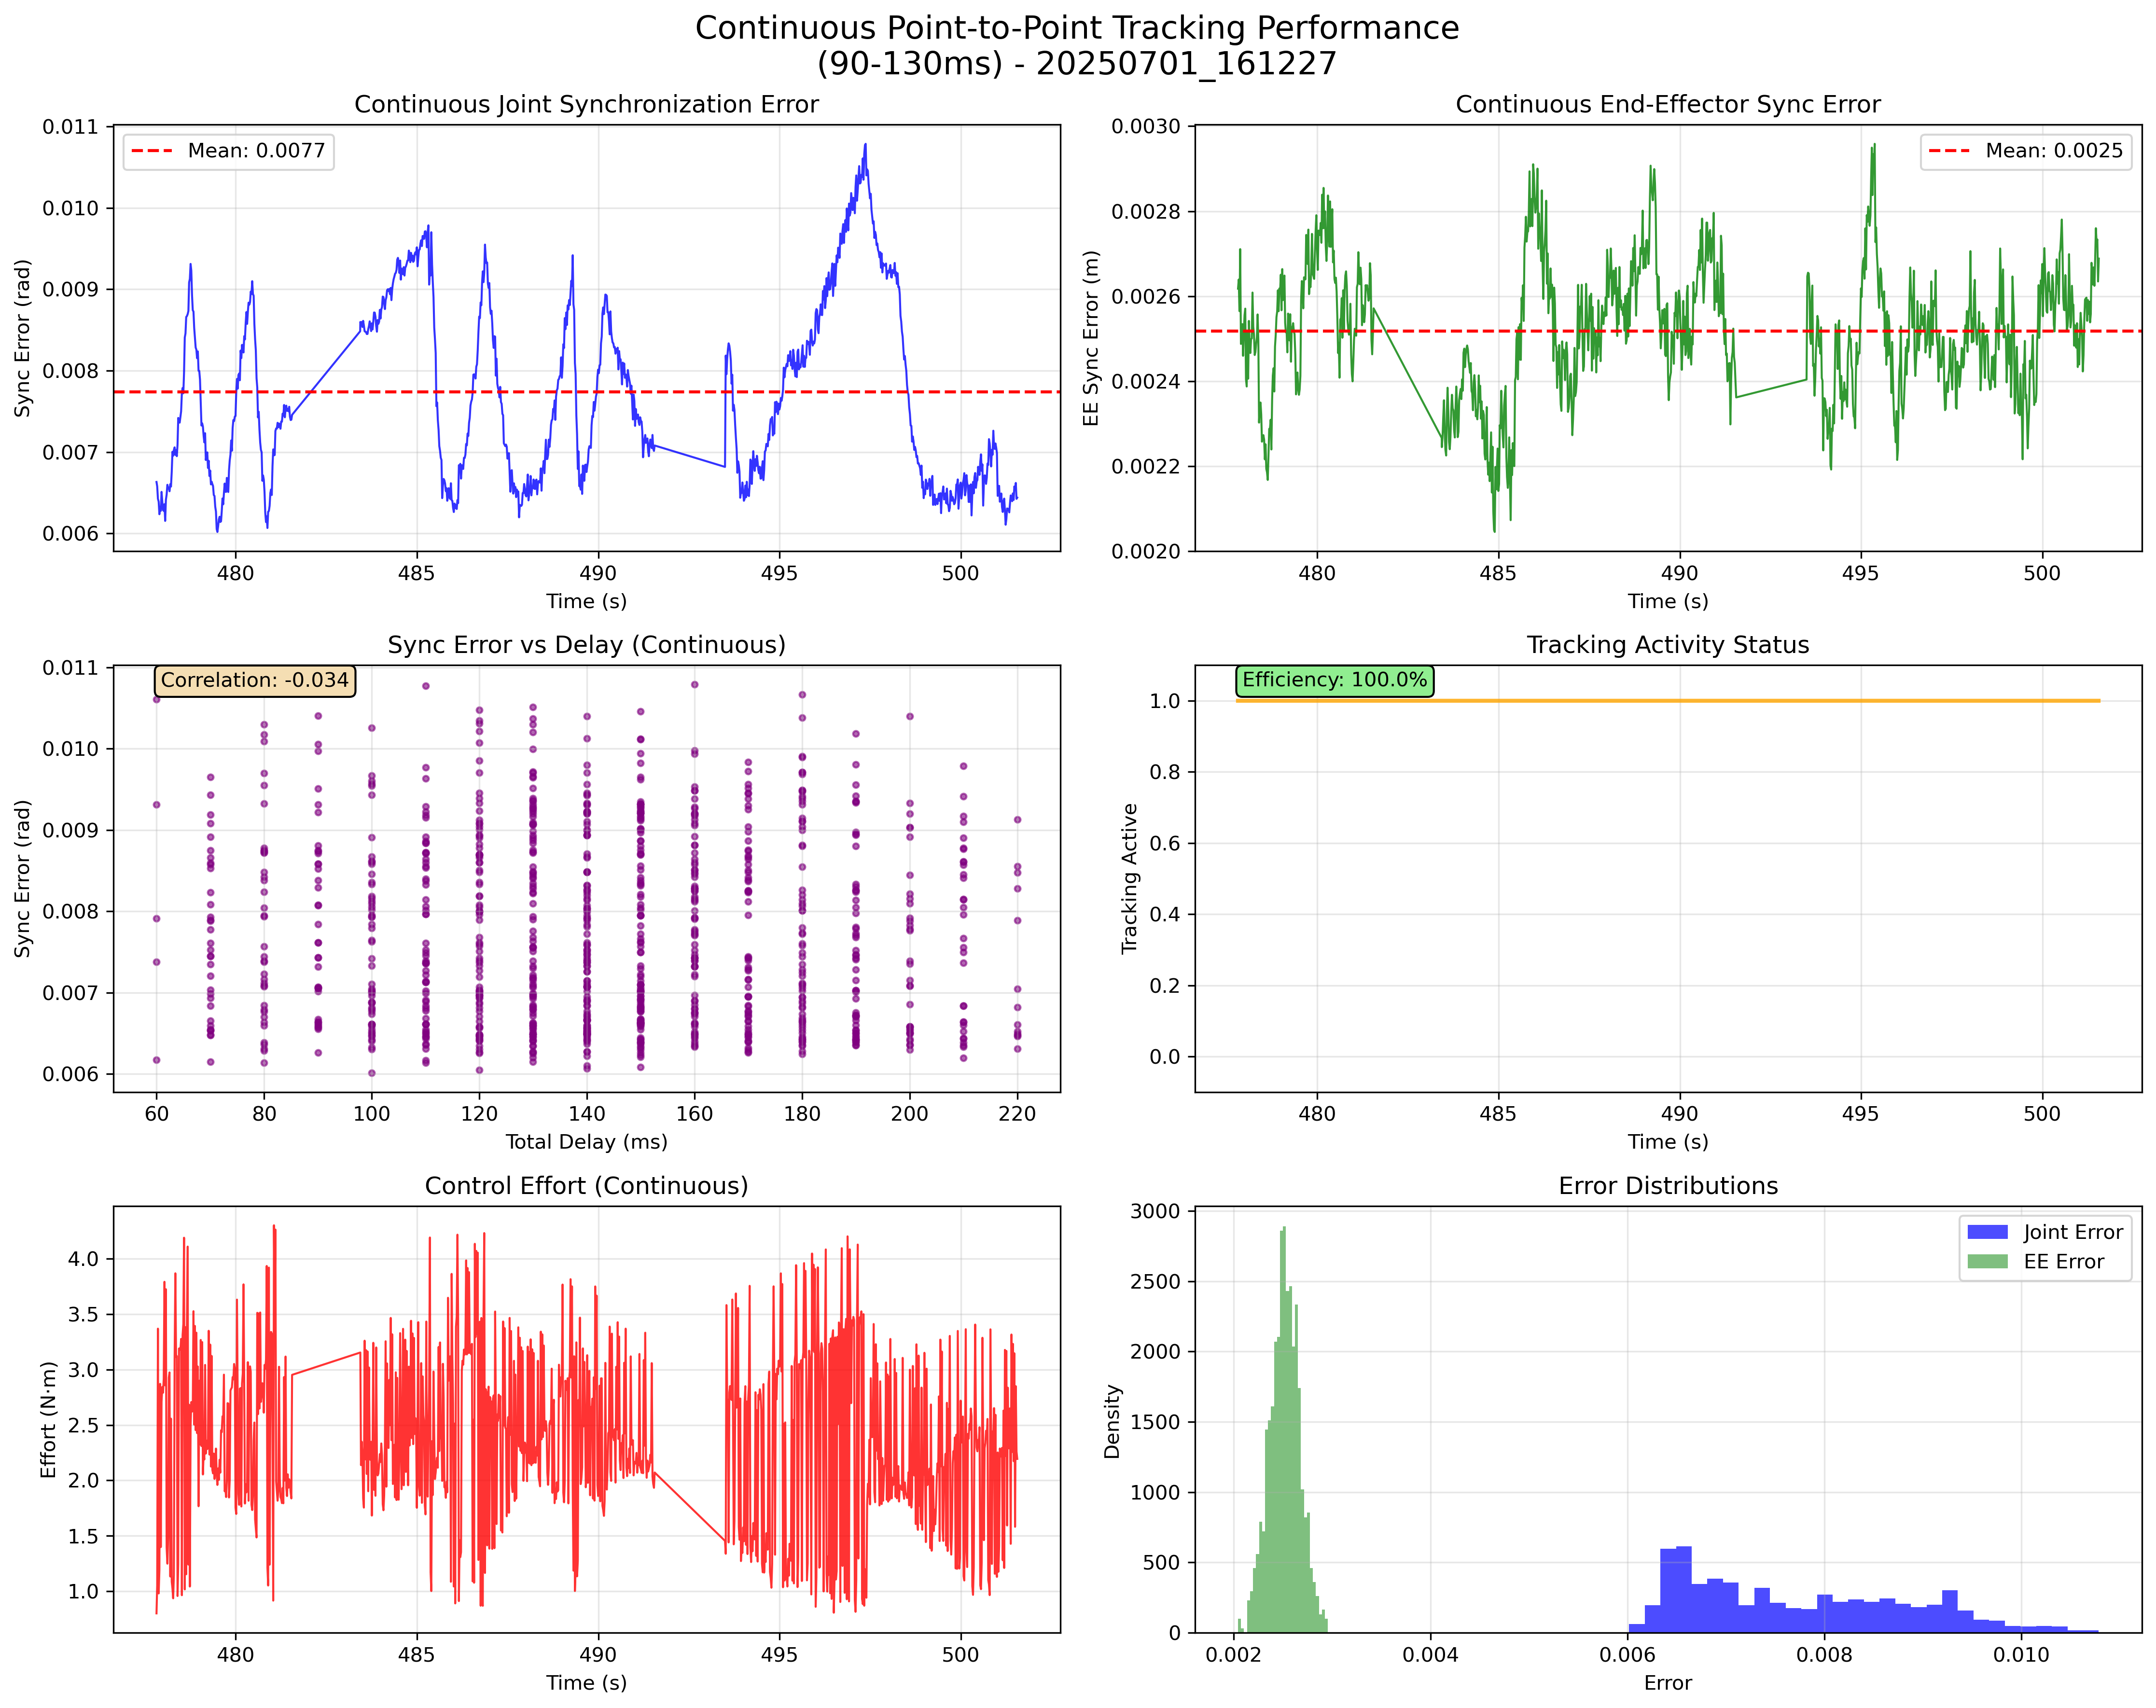 Continuous Point-to-Point Tracking Performance
(90-130ms) - 20250701_161227
Continuous Joint Synchronization Error
Sync Error (rad)
0.011
0.010
0.009
0.008
0.007
0.006
Mean: 0.0077
480 485 490 495 500
Time (s)
Continuous End-Effector Sync Error
EE Sync Error (m)
0.0030
0.0028
0.0026
0.0024
0.0022
0.0020
Mean: 0.0025
480 485 490 495 500
Time (s)
Sync Error vs Delay (Continuous)
Sync Error (rad)
0.011
0.010
0.009
0.008
0.007
0.006
Correlation: -0.034
60 80 100 120 140 160 180 200 220
Total Delay (ms)
Tracking Activity Status
Tracking Active
1.0
0.8
0.6
0.4
0.2
0.0
Efficiency: 100.0%
480 485 490 495 500
Time (s)
Control Effort (Continuous)
Effort (N·m)
4.0
3.5
3.0
2.5
2.0
1.5
1.0
480 485 490 495 500
Time (s)
Error Distributions
Density
3000
2500
2000
1500
1000
500
0
Joint Error
EE Error
0.002 0.004 0.006 0.008 0.010
Error